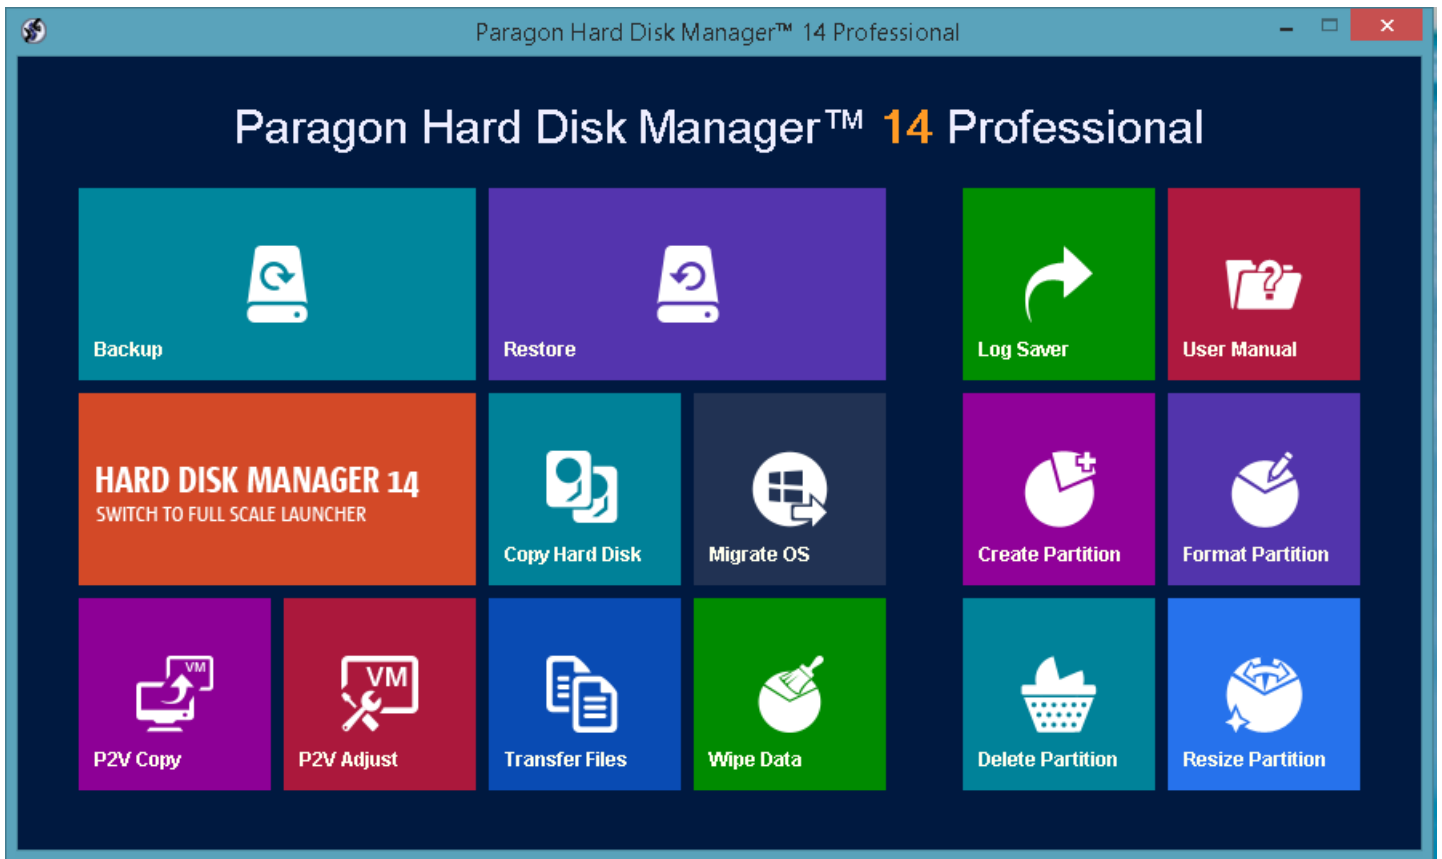 Paragon Hard Disk Manager™ 14 Professional
Paragon Hard Disk Manager™ 14 Professional
Backup
Restore
Log Saver
User Manual
HARD DISK MANAGER 14
SWITCH TO FULL SCALE LAUNCHER
Copy Hard Disk
Migrate OS
Create Partition
Format Partition
VM
P2V Copy
VM
P2V Adjust
Transfer Files
Wipe Data
Delete Partition
Resize Partition